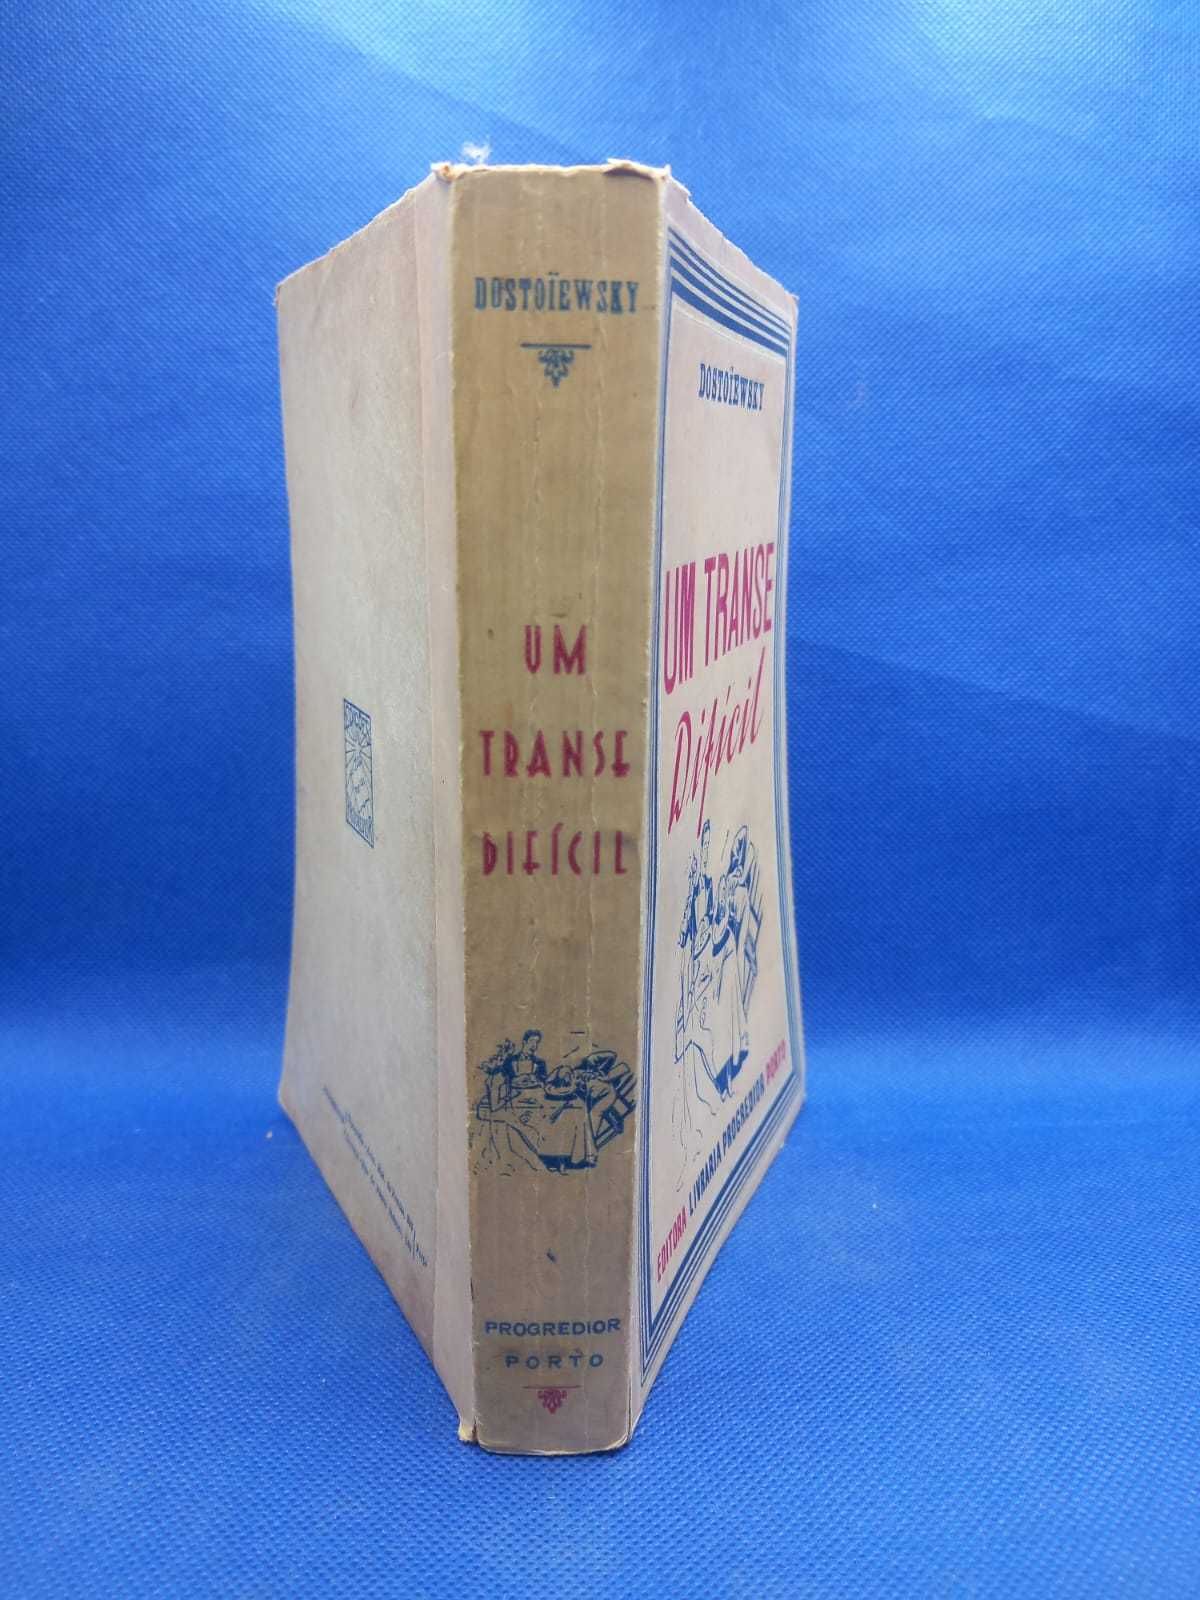 DOSTOÏEWSKY
UM
TRANSE
DIFÍCIL
PROGREDIOR
PORTO
DOSTOÏEWSKY
UM TRANSE
Difícil
EDITORA LIVRARIA PROGREDIOR PORTO